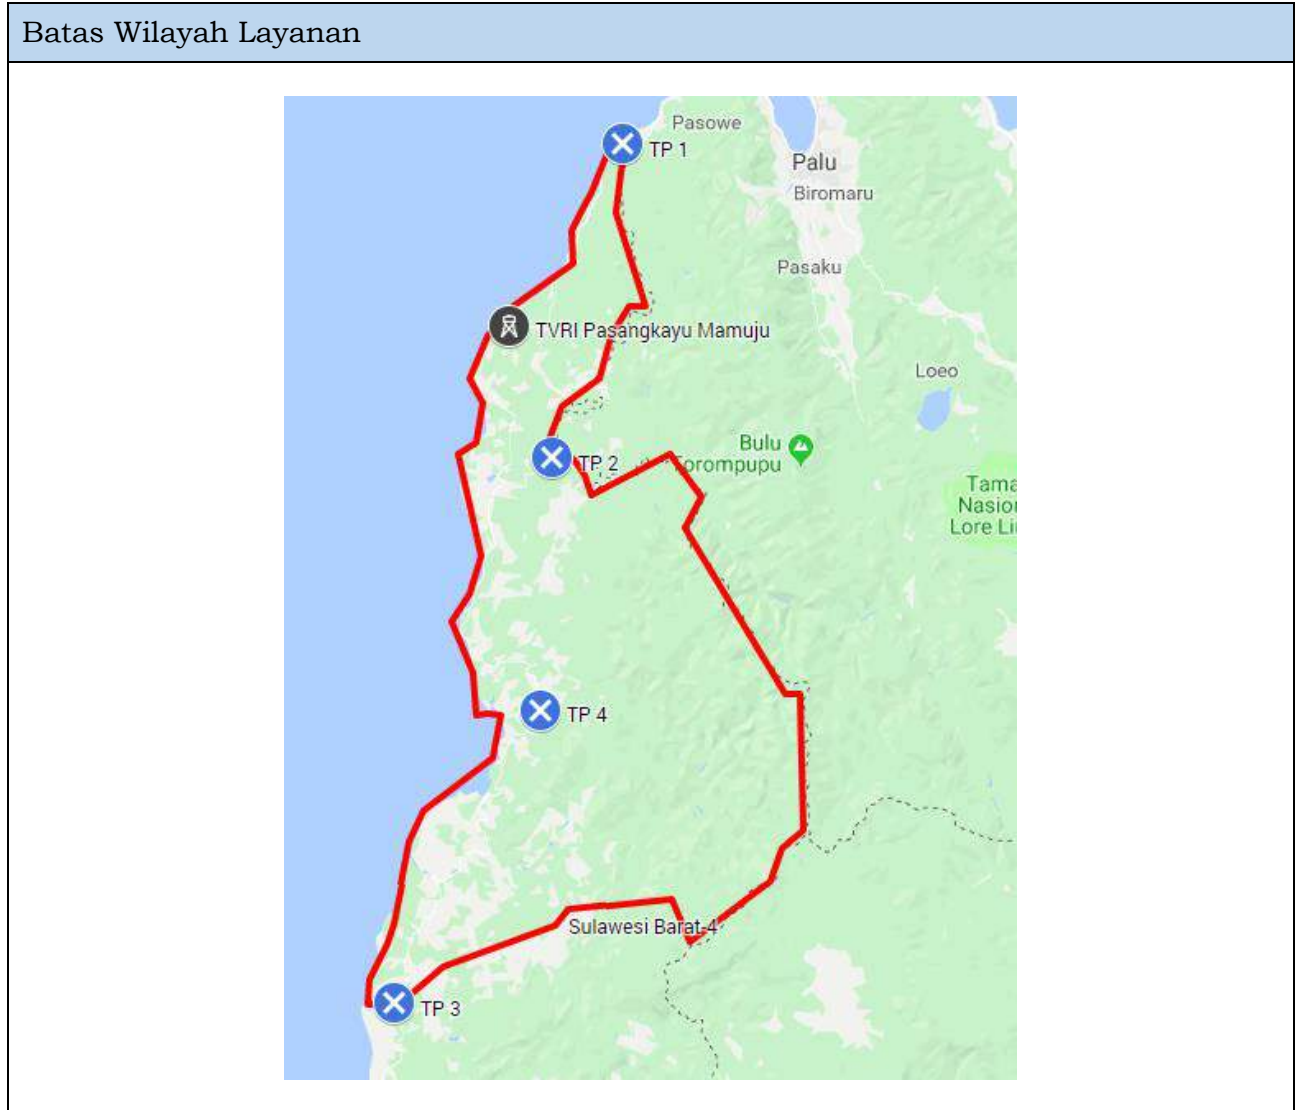 Batas Wilayah Layanan
Pasowe
TP 1
Palu
Biromaru
Pasaku
TVRI Pasangkayu Mamuju
Loeo
Bulu
Torompupu
TP 2
Tama
Nasio
Lore Li
TP 4
Sulawesi Barat-4
TP 3